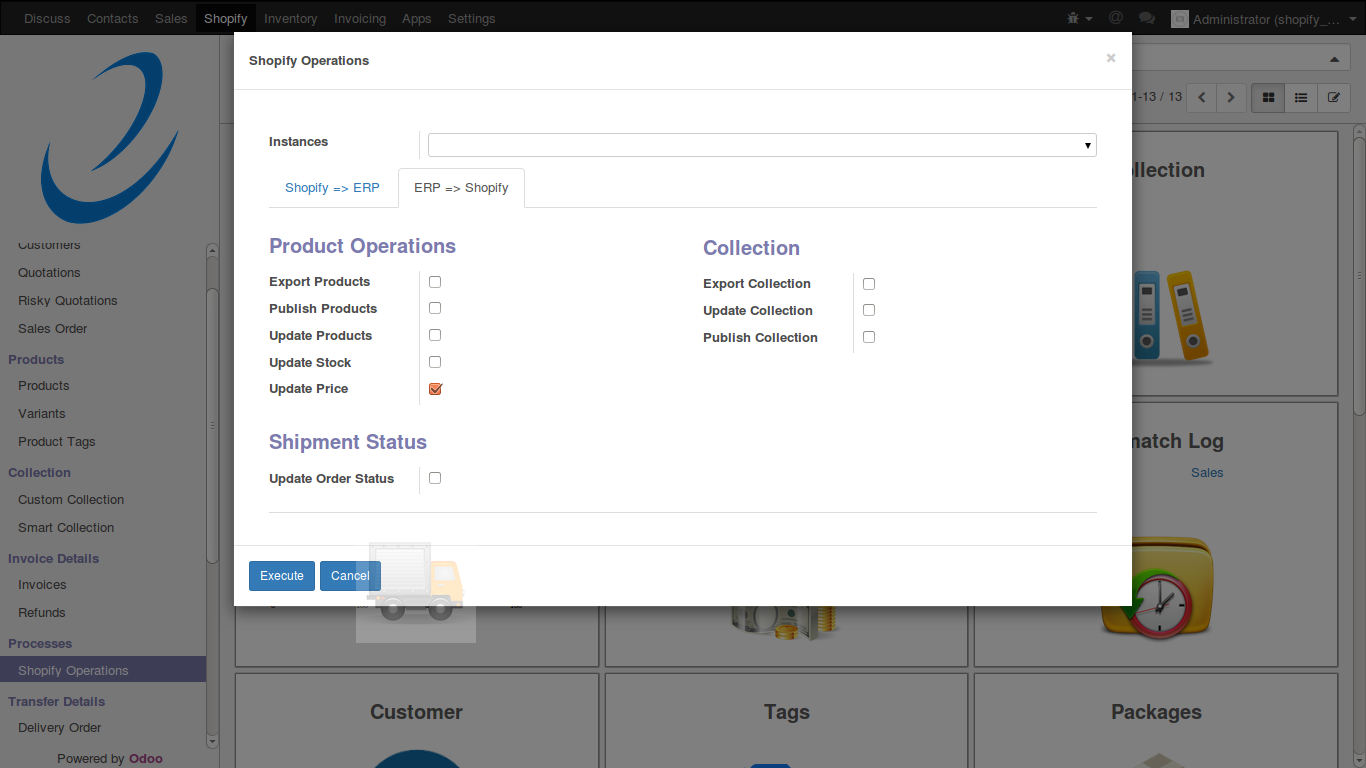 Discuss Contacts Sales Shopify Inventory Invoicing Apps Settings @ Administrator (shopify_...
Shopify Operations ×
1-13 / 13
Instances
Shopify => ERP ERP => Shopify
Product Operations
Export Products
Publish Products
Update Products
Update Stock
Update Price
Collection
Export Collection
Update Collection
Publish Collection
Shipment Status
Update Order Status
Execute Cancel
Customers
Quotations
Risky Quotations
Sales Order
Products
Products
Variants
Product Tags
Collection
Custom Collection
Smart Collection
Invoice Details
Invoices
Refunds
Processes
Shopify Operations
Transfer Details
Delivery Order
Powered by Odoo
llection
match Log
Sales
Customer
Tags
Packages